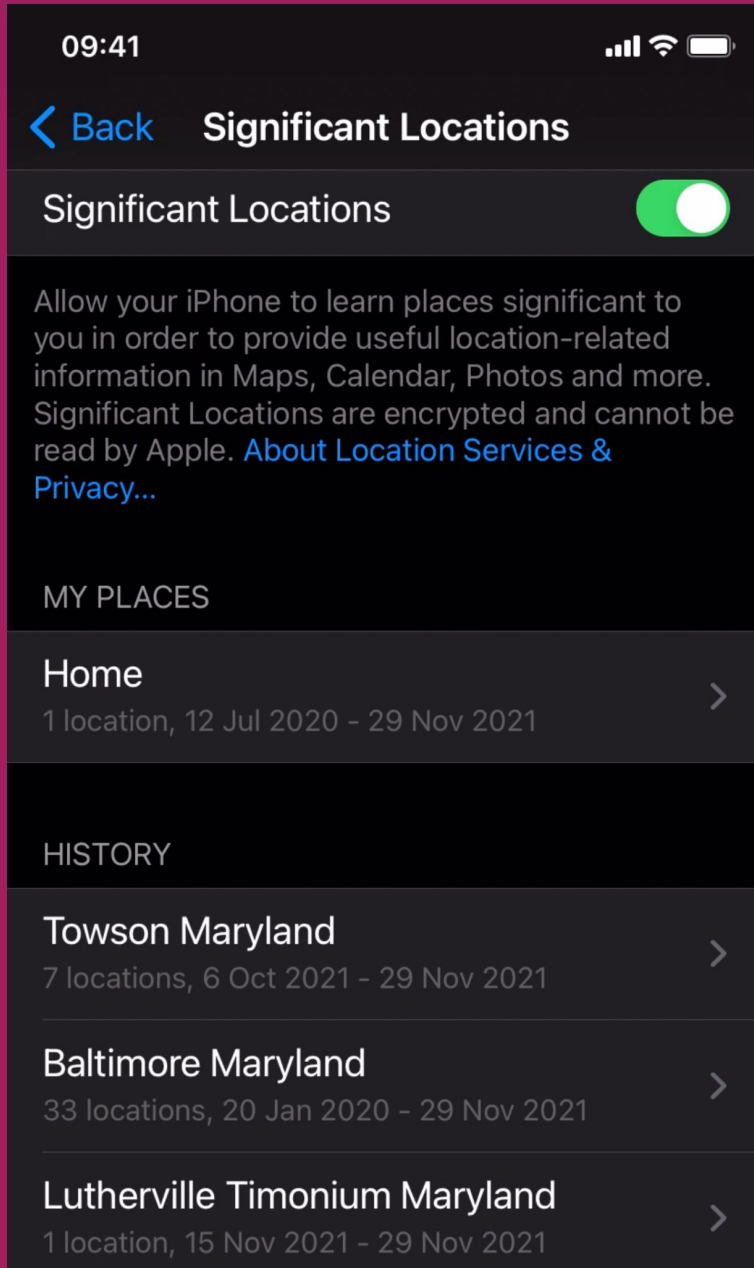 09:41
Back Significant Locations
Significant Locations
Allow your iPhone to learn places significant to
you in order to provide useful location-related
information in Maps, Calendar, Photos and more.
Significant Locations are encrypted and cannot be
read by Apple. About Location Services &
Privacy...
MY PLACES
Home
1 location, 12 Jul 2020 - 29 Nov 2021
HISTORY
Towson Maryland
7 locations, 6 Oct 2021 - 29 Nov 2021
Baltimore Maryland
33 locations, 20 Jan 2020 - 29 Nov 2021
Lutherville Timonium Maryland
1 location, 15 Nov 2021 - 29 Nov 2021